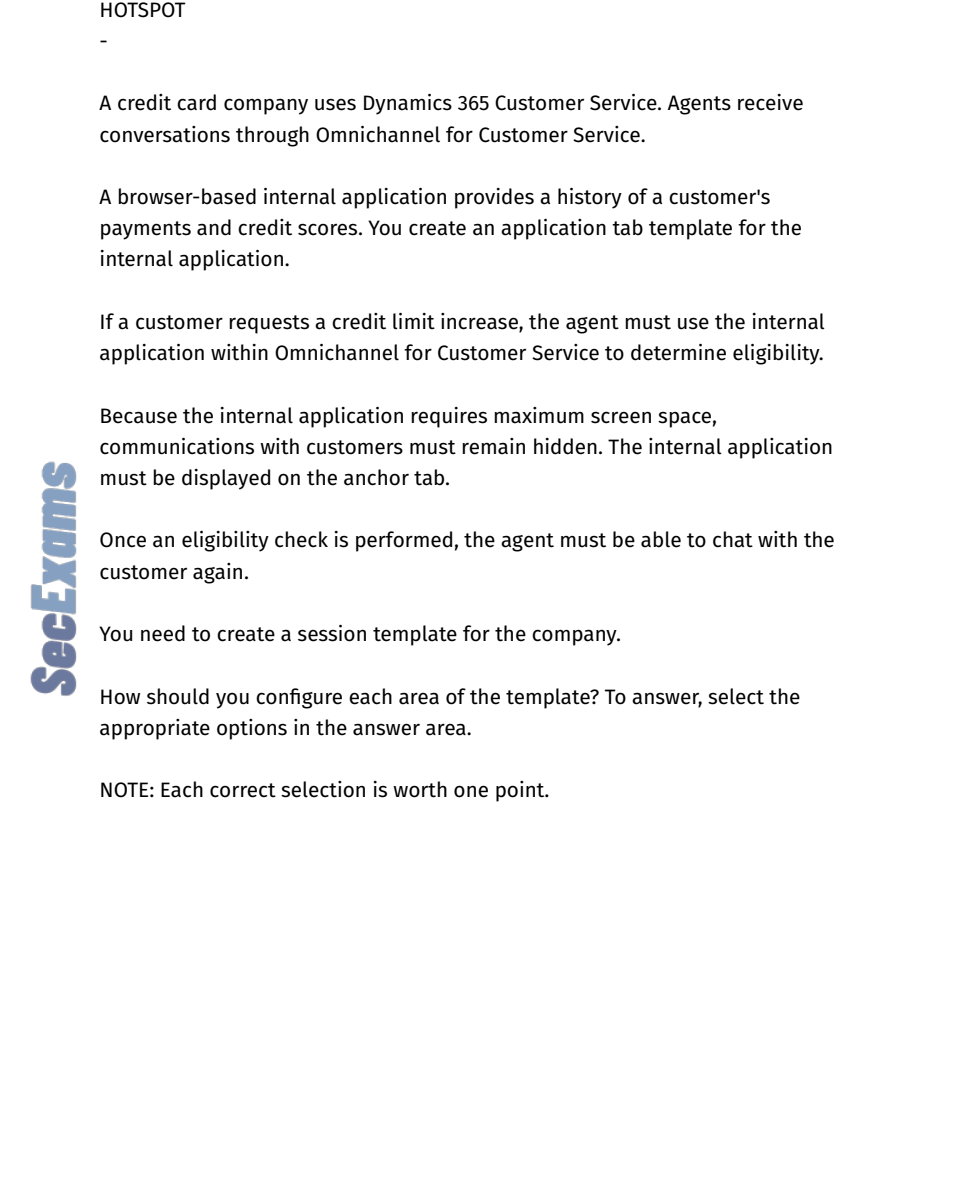 HOTSPOT
-
A credit card company uses Dynamics 365 Customer Service. Agents receive
conversations through Omnichannel for Customer Service.
A browser-based internal application provides a history of a customer's
payments and credit scores. You create an application tab template for the
internal application.
If a customer requests a credit limit increase, the agent must use the internal
application within Omnichannel for Customer Service to determine eligibility.
Because the internal application requires maximum screen space,
communications with customers must remain hidden. The internal application
must be displayed on the anchor tab.
Once an eligibility check is performed, the agent must be able to chat with the
customer again.
You need to create a session template for the company.
How should you configure each area of the template? To answer, select the
appropriate options in the answer area.
NOTE: Each correct selection is worth one point.
SecExams